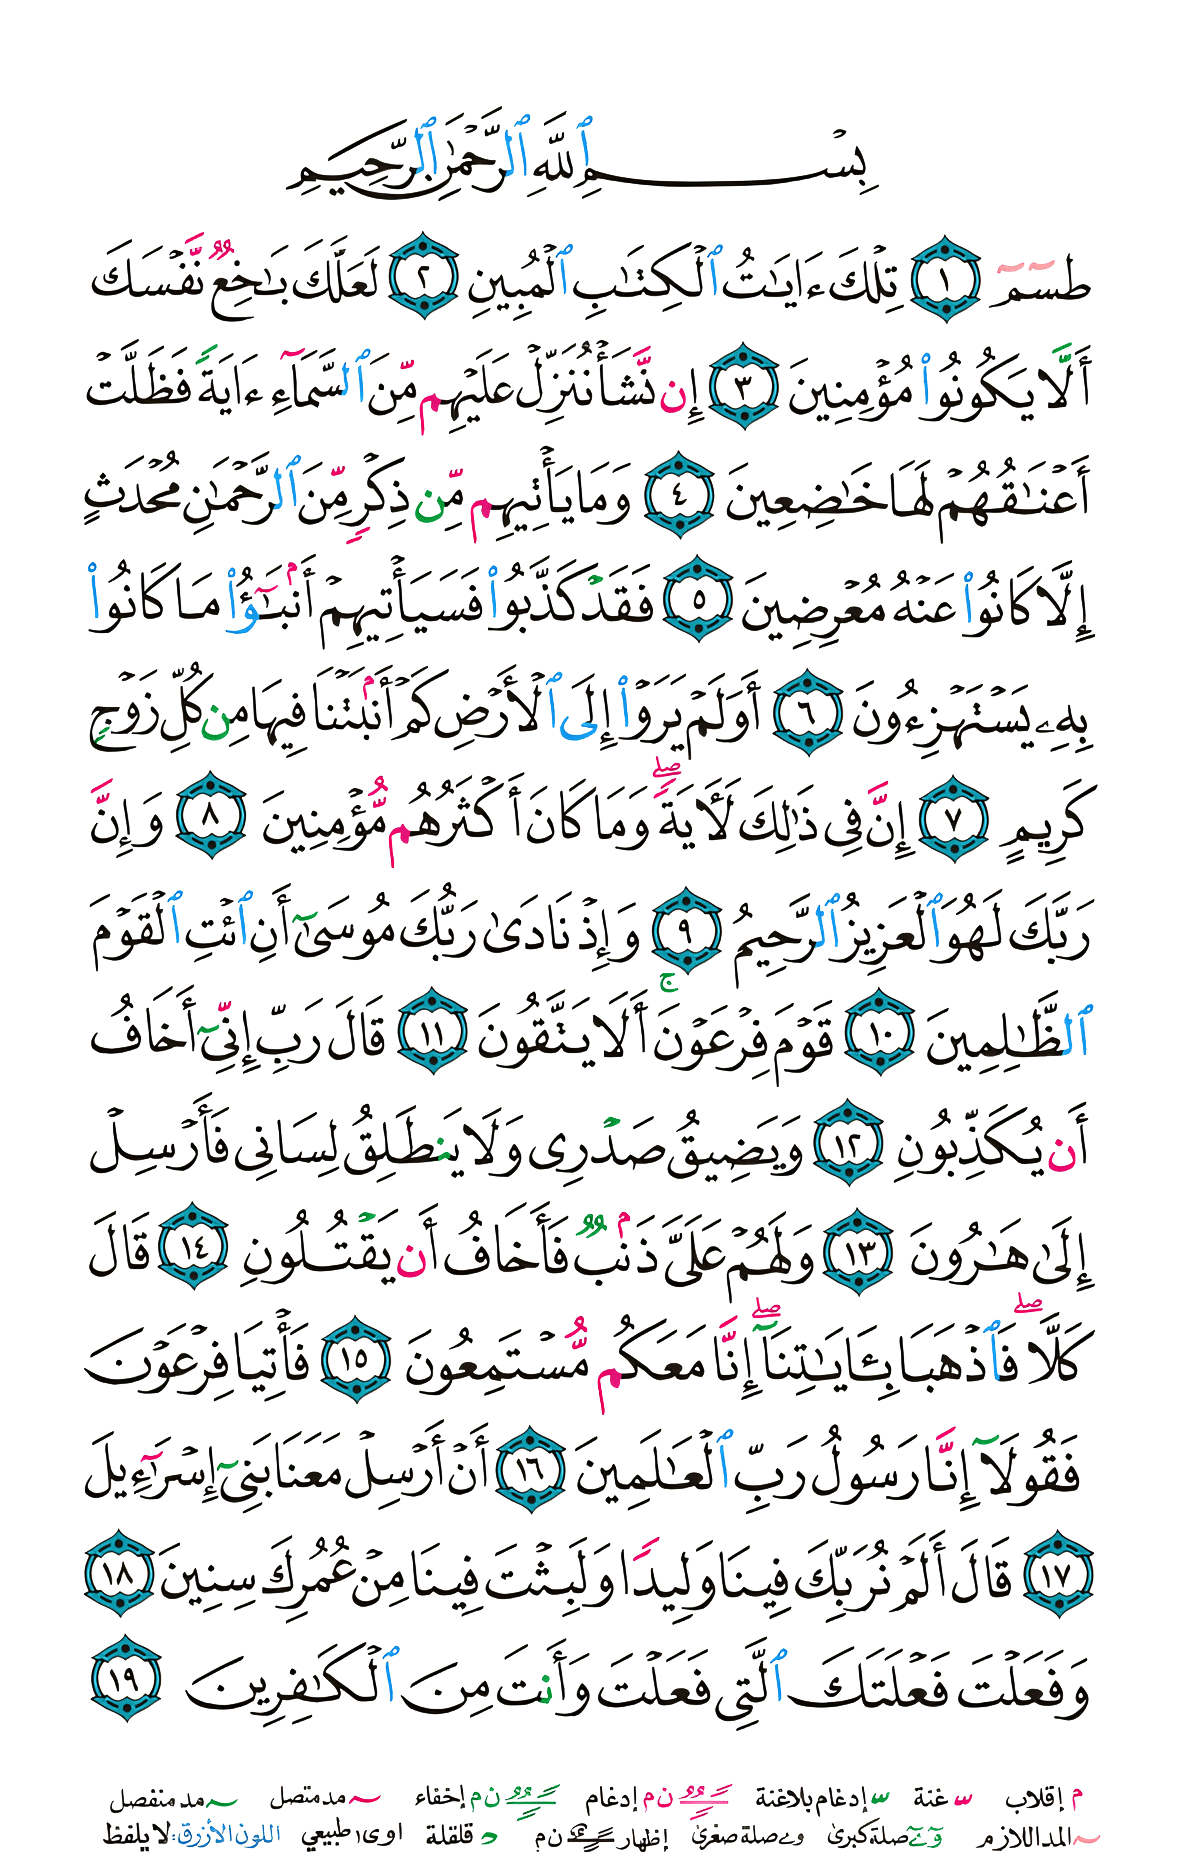 بِسْمِ ٱللَّهِ ٱلرَّحْمَٰنِ ٱلرَّحِيمِ
طسٓمٓ ١ تِلْكَ ءَايَٰتُ ٱلْكِتَٰبِ ٱلْمُبِينِ ٢ لَعَلَّكَ بَٰخِعٌ نَّفْسَكَ
أَلَّا يَكُونُوا۟ مُؤْمِنِينَ ٣ إِن نَّشَأْ نُنَزِّلْ عَلَيْهِم مِّنَ ٱلسَّمَآءِ ءَايَةً فَظَلَّتْ
أَعْنَٰقُهُمْ لَهَا خَٰضِعِينَ ٤ وَمَا يَأْتِيهِم مِّن ذِكْرٍ مِّنَ ٱلرَّحْمَٰنِ مُحْدَثٍ
إِلَّا كَانُوا۟ عَنْهُ مُعْرِضِينَ ٥ فَقَدْ كَذَّبُوا۟ فَسَيَأْتِيهِمْ أَنۢبَٰٓؤُا۟ مَا كَانُوا۟
بِهِۦ يَسْتَهْزِءُونَ ٦ أَوَلَمْ يَرَوْا۟ إِلَى ٱلْأَرْضِ كَمْ أَنۢبَتْنَا فِيهَا مِن كُلِّ زَوْجٍ
كَرِيمٍ ٧ إِنَّ فِى ذَٰلِكَ لَءَايَةً ۖ وَمَا كَانَ أَكْثَرُهُم مُّؤْمِنِينَ ٨ وَإِنَّ
رَبَّكَ لَهُوَ ٱلْعَزِيزُ ٱلرَّحِيمُ ٩ وَإِذْ نَادَىٰ رَبُّكَ مُوسَىٰٓ أَنِ ٱئْتِ ٱلْقَوْمَ
ٱلظَّٰلِمِينَ ١٠ قَوْمَ فِرْعَوْنَ ۚ أَلَا يَتَّقُونَ ١١ قَالَ رَبِّ إِنِّىٓ أَخَافُ
أَن يُكَذِّبُونِ ١٢ وَيَضِيقُ صَدْرِى وَلَا يَنطَلِقُ لِسَانِى فَأَرْسِلْ
إِلَىٰ هَٰرُونَ ١٣ وَلَهُمْ عَلَىَّ ذَنۢبٌ فَأَخَافُ أَن يَقْتُلُونِ ١٤ قَالَ
كَلَّا ۖ فَٱذْهَبَا بِـَٔايَٰتِنَآ ۖ إِنَّا مَعَكُم مُّسْتَمِعُونَ ١٥ فَأْتِيَا فِرْعَوْنَ
فَقُولَآ إِنَّا رَسُولُ رَبِّ ٱلْعَٰلَمِينَ ١٦ أَنْ أَرْسِلْ مَعَنَا بَنِىٓ إِسْرَٰٓءِيلَ
١٧ قَالَ أَلَمْ نُرَبِّكَ فِينَا وَلِيدًا وَلَبِثْتَ فِينَا مِنْ عُمُرِكَ سِنِينَ ١٨
وَفَعَلْتَ فَعْلَتَكَ ٱلَّتِى فَعَلْتَ وَأَنتَ مِنَ ٱلْكَٰفِرِينَ ١٩
م إقلاب ّ غنة ّ إدغام بلاغنة ن م إدغام ن م إخفاء ~ مد متصل ~ مد منفصل
~ المد اللازم وۤ ےۤ صلة كبرى و ے صلة صغرى إظهار ن م د قلقلة ا و ى ٰ طبيعي اللون الأزرق: لا يلفظ